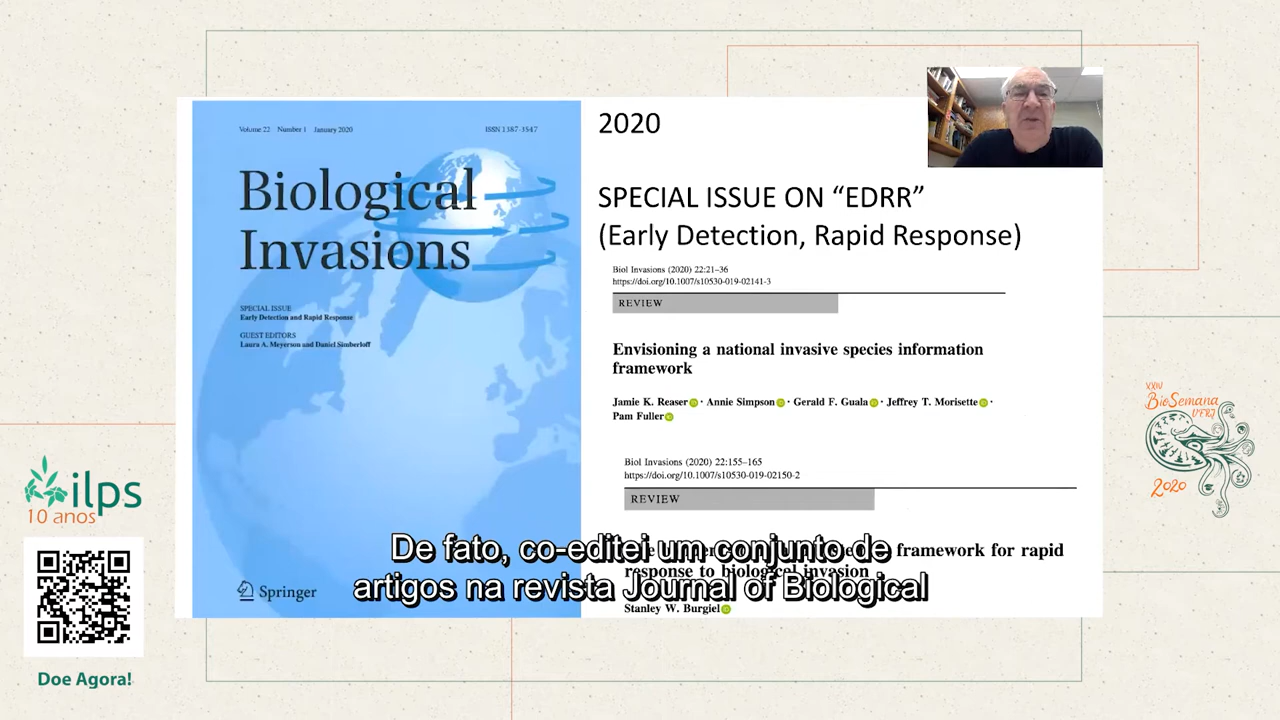 Volume 22 Number 1 January 2020
ISSN 1387-3547
Biological
Invasions
SPECIAL ISSUE
Early Detection and Rapid Response
GUEST EDITORS
Laura A. Meyerson and Daniel Simberloff
Springer
2020
SPECIAL ISSUE ON “EDRR”
(Early Detection, Rapid Response)
Biol Invasions (2020) 22:21–36
https://doi.org/10.1007/s10530-019-02141-3
REVIEW
Envisioning a national invasive species information
framework
Jamie K. Reaser · Annie Simpson · Gerald F. Guala · Jeffrey T. Morisette ·
Pam Fuller
Biol Invasions (2020) 22:155–165
https://doi.org/10.1007/s10530-019-02150-2
REVIEW
framework for rapid
response to biological invasion
Stanley W. Burgiel
De fato, co-editei um conjunto de
artigos na revista Journal of Biological
ilps
10 anos
Doe Agora!
XXIV
BioSemana
UFRJ
2020